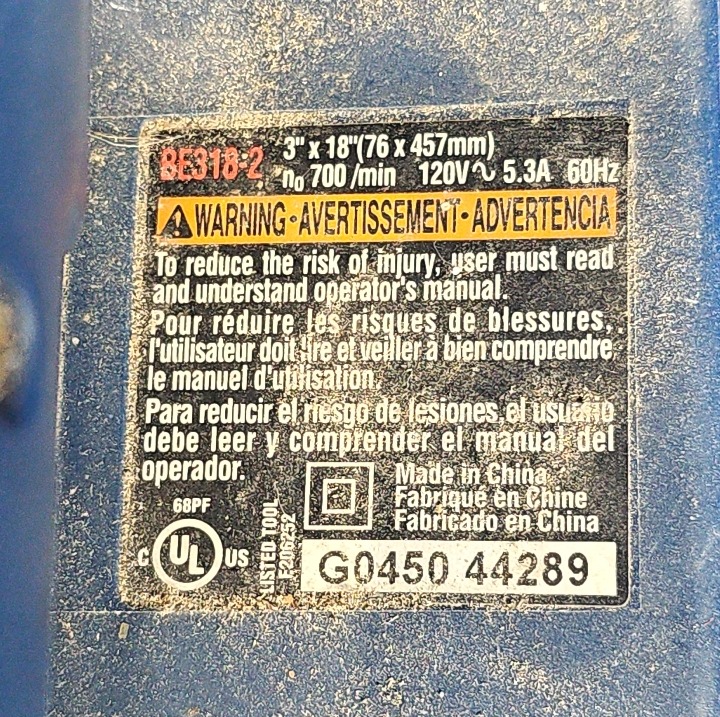 BE318-2 3" x 18"(76 x 457mm)
n₀ 700 /min 120V∿ 5.3A 60Hz
WARNING·AVERTISSEMENT·ADVERTENCIA
To reduce the risk of injury, user must read
and understand operator's manual.
Pour réduire les risques de blessures,
l'utilisateur doit lire et veiller à bien comprendre
le manuel d'utilisation.
Para reducir el riesgo de lesiones, el usuario
debe leer y comprender el manual del
operador.
68PF
C UL US
LISTED TOOL
E206252
Made in China
Fabriqué en Chine
Fabricado en China
G0450 44289